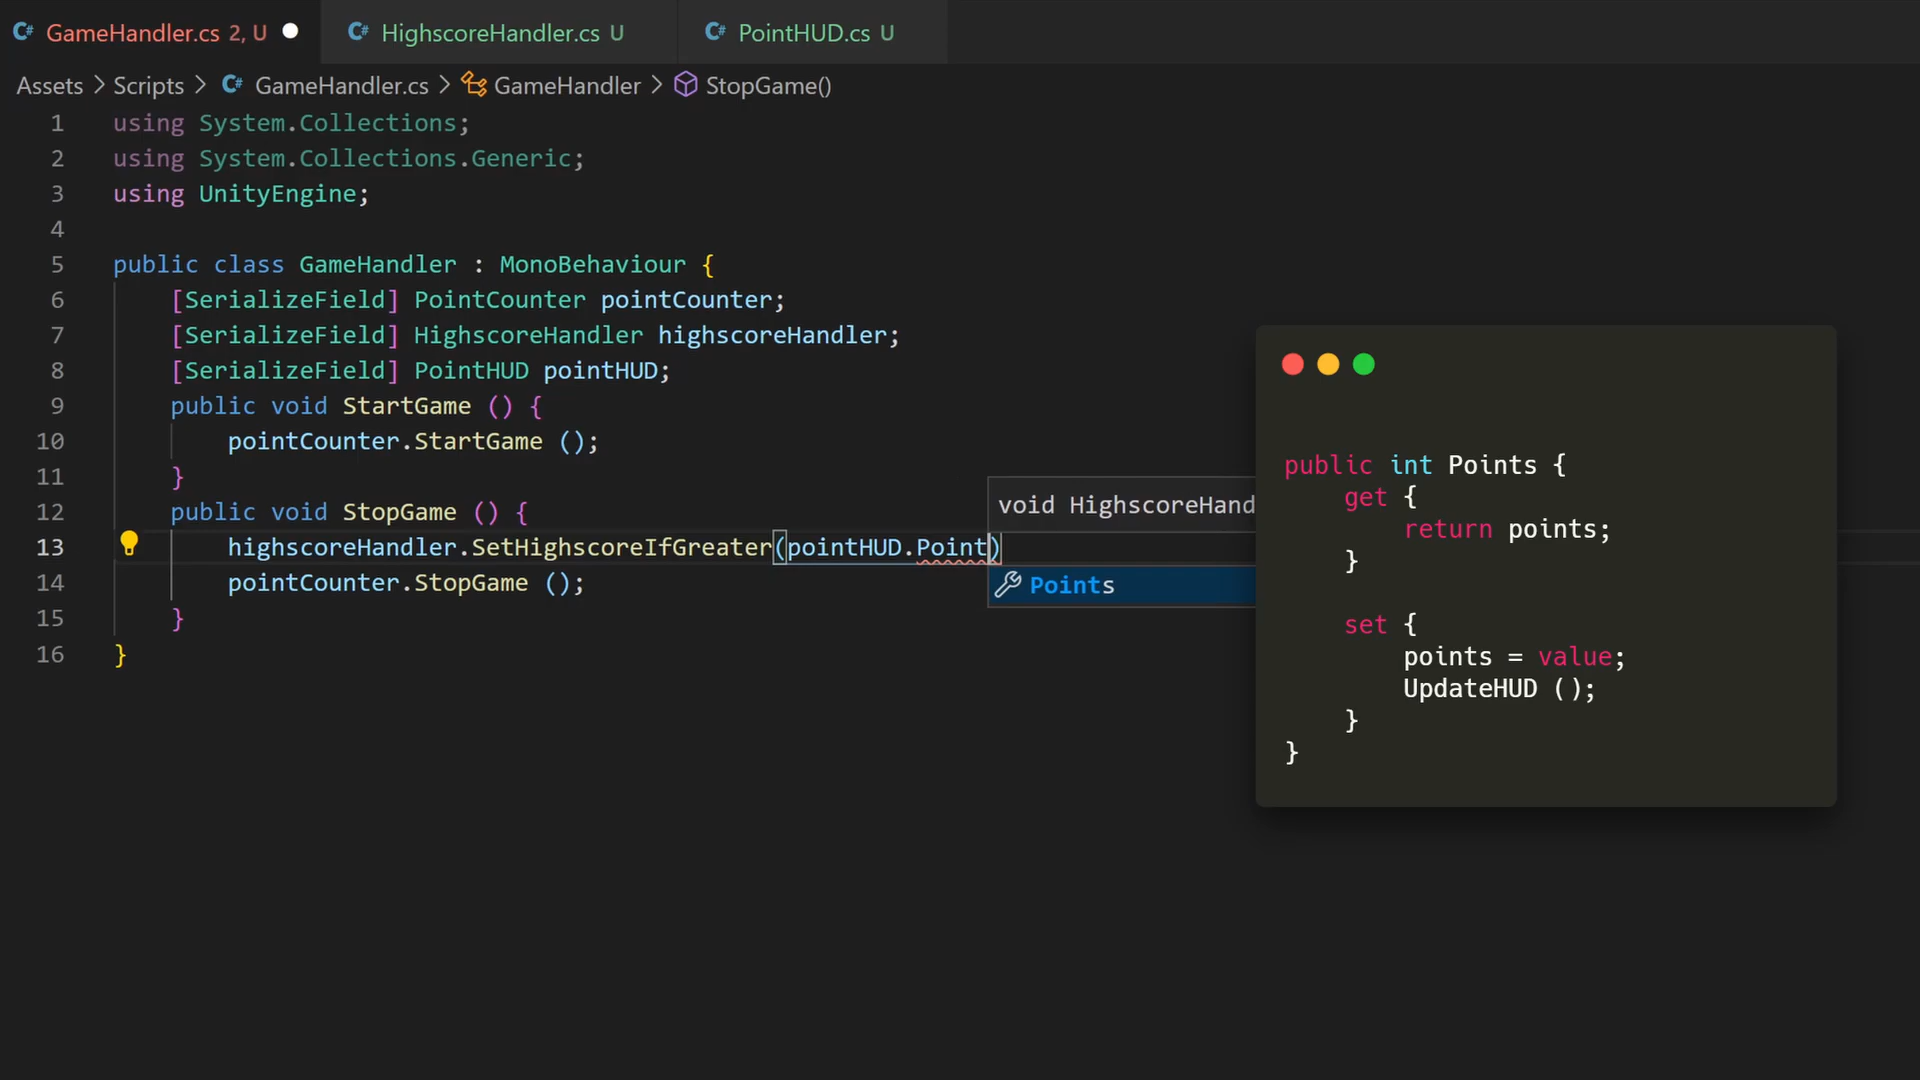 GameHandler.cs 2, U
HighscoreHandler.cs U
PointHUD.cs U
Assets > Scripts > GameHandler.cs > GameHandler > StopGame()
1 using System.Collections;
2 using System.Collections.Generic;
3 using UnityEngine;
4
5 public class GameHandler : MonoBehaviour {
6 [SerializeField] PointCounter pointCounter;
7 [SerializeField] HighscoreHandler highscoreHandler;
8 [SerializeField] PointHUD pointHUD;
9 public void StartGame () {
10 pointCounter.StartGame ();
11 }
12 public void StopGame () {
13 highscoreHandler.SetHighscoreIfGreater(pointHUD.Point)
14 pointCounter.StopGame ();
15 }
16 }
void HighscoreHand
Points
public int Points {
get {
return points;
}
set {
points = value;
UpdateHUD ();
}
}